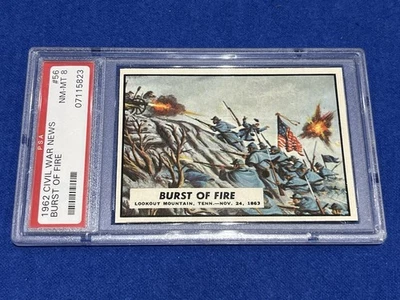 1962 CIVIL WAR NEWS
BURST OF FIRE
PSA
#56
NM-MT 8
07115823
BURST OF FIRE
LOOKOUT MOUNTAIN, TENN.—NOV. 24, 1863